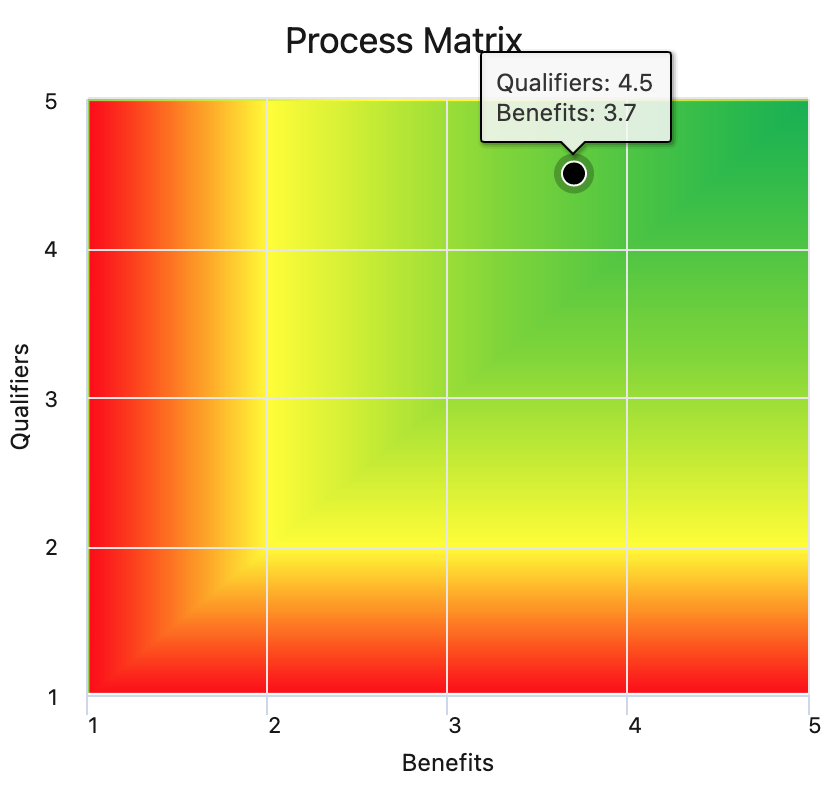 Process Matrix
Qualifiers: 4.5
Benefits: 3.7
5
4
3
2
1
Qualifiers
1 2 3 4 5
Benefits